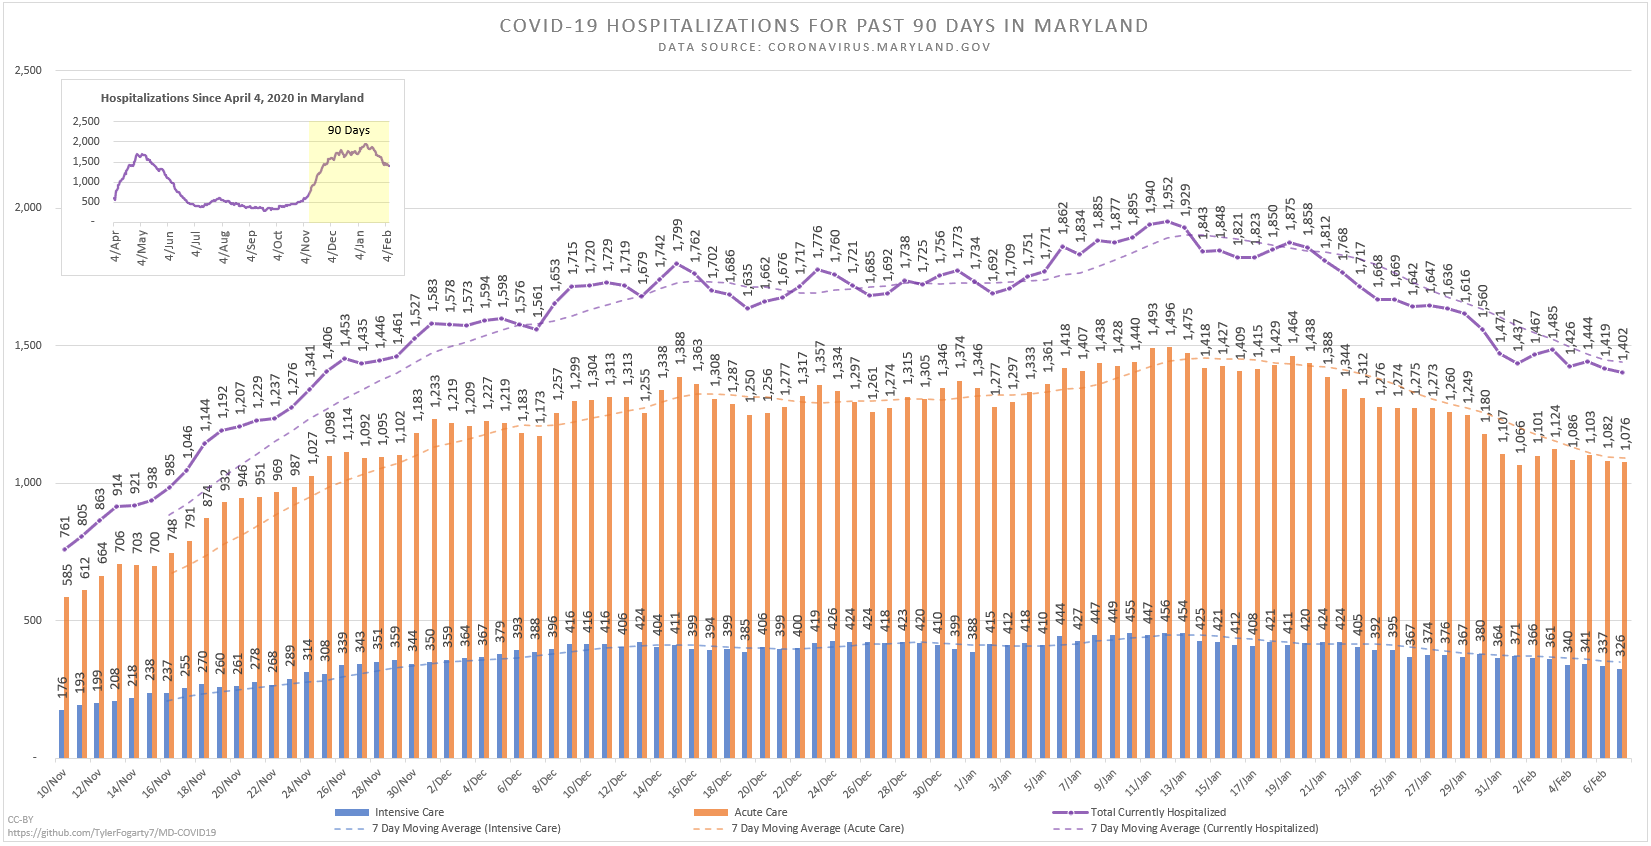 COVID-19 HOSPITALIZATIONS FOR PAST 90 DAYS IN MARYLAND
DATA SOURCE: CORONAVIRUS.MARYLAND.GOV
2,500
2,000
1,500
1,000
500
-
Hospitalizations Since April 4, 2020 in Maryland
90 Days
2,500
2,000
1,500
1,000
500
-
4/Apr 4/May 4/Jun 4/Jul 4/Aug 4/Sep 4/Oct 4/Nov 4/Dec 4/Jan 4/Feb
761 805 863 914 921 938 985 1,046 1,144 1,192 1,207 1,229 1,237 1,276 1,341 1,406 1,453 1,435 1,446 1,461 1,527 1,583 1,578 1,573 1,594 1,598 1,576 1,561 1,653 1,715 1,720 1,729 1,719 1,679 1,742 1,799 1,762 1,702 1,686 1,635 1,662 1,676 1,717 1,776 1,760 1,721 1,685 1,692 1,738 1,725 1,756 1,773 1,734 1,692 1,709 1,751 1,771 1,862 1,834 1,885 1,877 1,895 1,940 1,952 1,929 1,843 1,848 1,821 1,823 1,850 1,875 1,858 1,812 1,768 1,717 1,668 1,669 1,642 1,647 1,636 1,616 1,560 1,471 1,437 1,467 1,485 1,426 1,444 1,419 1,402
585 612 664 706 703 700 748 791 874 932 946 951 969 987 1,027 1,098 1,114 1,092 1,095 1,102 1,183 1,233 1,219 1,209 1,227 1,219 1,183 1,173 1,257 1,299 1,304 1,313 1,313 1,255 1,338 1,388 1,363 1,308 1,287 1,250 1,256 1,277 1,317 1,357 1,334 1,297 1,261 1,274 1,315 1,305 1,346 1,374 1,346 1,277 1,297 1,333 1,361 1,418 1,407 1,438 1,428 1,440 1,493 1,496 1,475 1,418 1,427 1,409 1,415 1,429 1,464 1,438 1,388 1,344 1,312 1,276 1,274 1,275 1,273 1,260 1,249 1,180 1,107 1,066 1,101 1,124 1,086 1,103 1,082 1,076
176 193 199 208 218 238 237 255 270 260 261 278 268 289 314 308 339 343 351 359 344 350 359 364 367 379 393 388 396 416 416 416 406 424 404 411 399 394 399 385 406 399 400 419 426 424 424 418 423 420 410 399 388 415 412 418 410 444 427 447 449 455 447 456 454 425 421 412 408 421 411 420 424 424 405 392 395 367 374 376 367 380 364 371 366 361 340 341 337 326
10/Nov 12/Nov 14/Nov 16/Nov 18/Nov 20/Nov 22/Nov 24/Nov 26/Nov 28/Nov 30/Nov 2/Dec 4/Dec 6/Dec 8/Dec 10/Dec 12/Dec 14/Dec 16/Dec 18/Dec 20/Dec 22/Dec 24/Dec 26/Dec 28/Dec 30/Dec 1/Jan 3/Jan 5/Jan 7/Jan 9/Jan 11/Jan 13/Jan 15/Jan 17/Jan 19/Jan 21/Jan 23/Jan 25/Jan 27/Jan 29/Jan 31/Jan 2/Feb 4/Feb 6/Feb
Intensive Care Acute Care Total Currently Hospitalized
7 Day Moving Average (Intensive Care) 7 Day Moving Average (Acute Care) 7 Day Moving Average (Currently Hospitalized)
CC-BY
https://github.com/TylerFogarty7/MD-COVID19